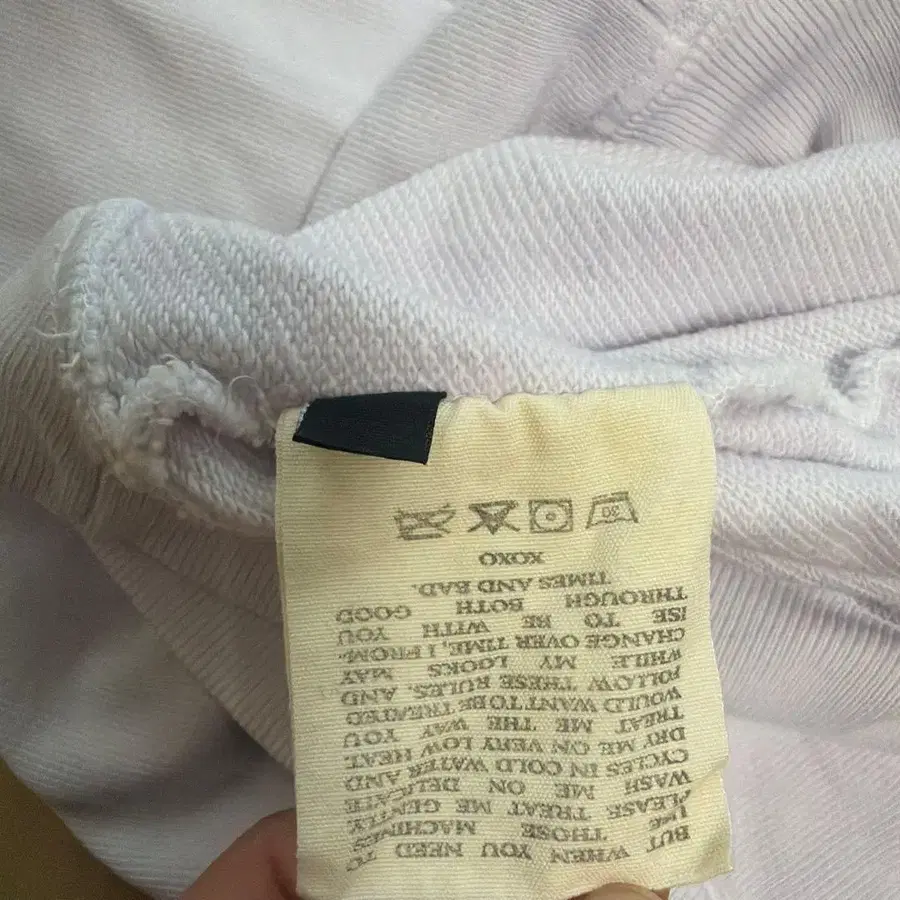 BUT WHEN YOU NEED TO
USE THOSE MACHINES
PLEASE TREAT ME GENTLY.
WASH ME ON DELICATE
CYCLES IN COLD WATER AND
DRY ME ON VERY LOW HEAT.
TREAT ME THE WAY YOU
WOULD WANT TO BE TREATED
FOLLOW THESE RULES, AND
WHILE MY LOOKS MAY
CHANGE OVER TIME, I PROM-
ISE TO BE WITH YOU
THROUGH BOTH GOOD
TIMES AND BAD.
XOXO